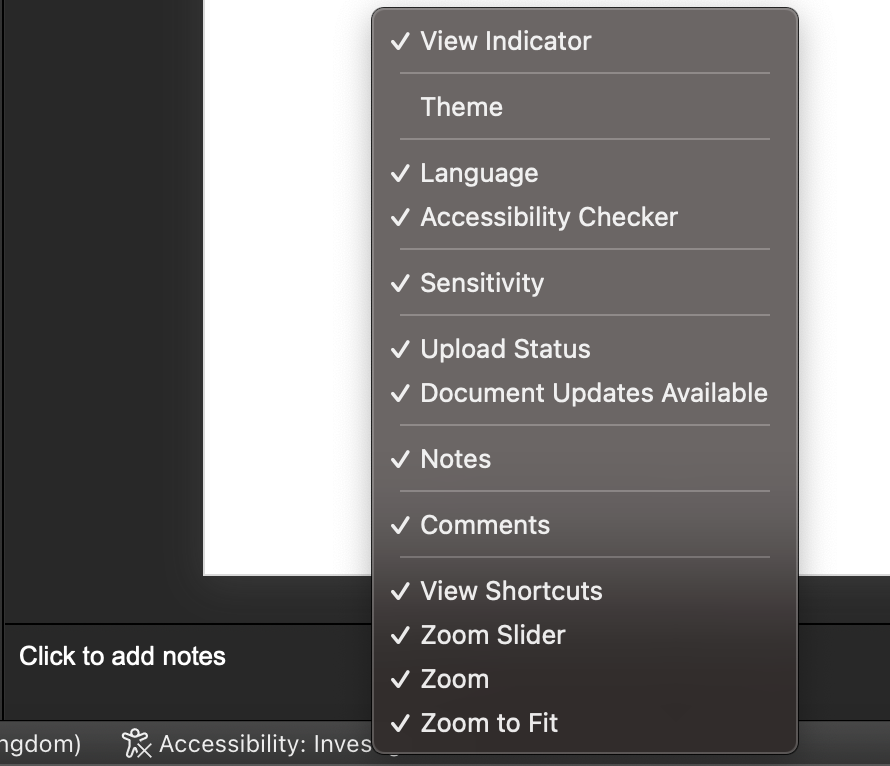 View Indicator
Theme
Language
Accessibility Checker
Sensitivity
Upload Status
Document Updates Available
Notes
Comments
View Shortcuts
Zoom Slider
Zoom
Zoom to Fit
Click to add notes
ngdom) Accessibility: Inves